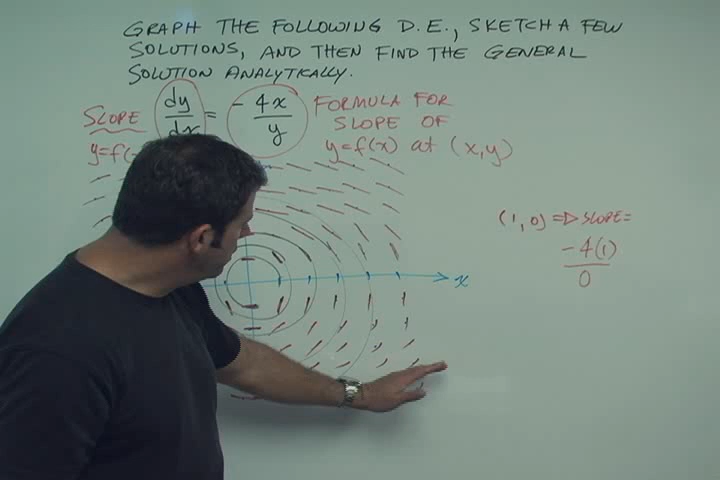 GRAPH THE FOLLOWING D.E., SKETCH A FEW
SOLUTIONS, AND THEN FIND THE GENERAL
SOLUTION ANALYTICALLY.
SLOPE dy/dx = -4x/y FORMULA FOR
SLOPE OF
y=f(x) at (x,y)
y=f(
(1,0) => SLOPE=
-4(1)
0
x